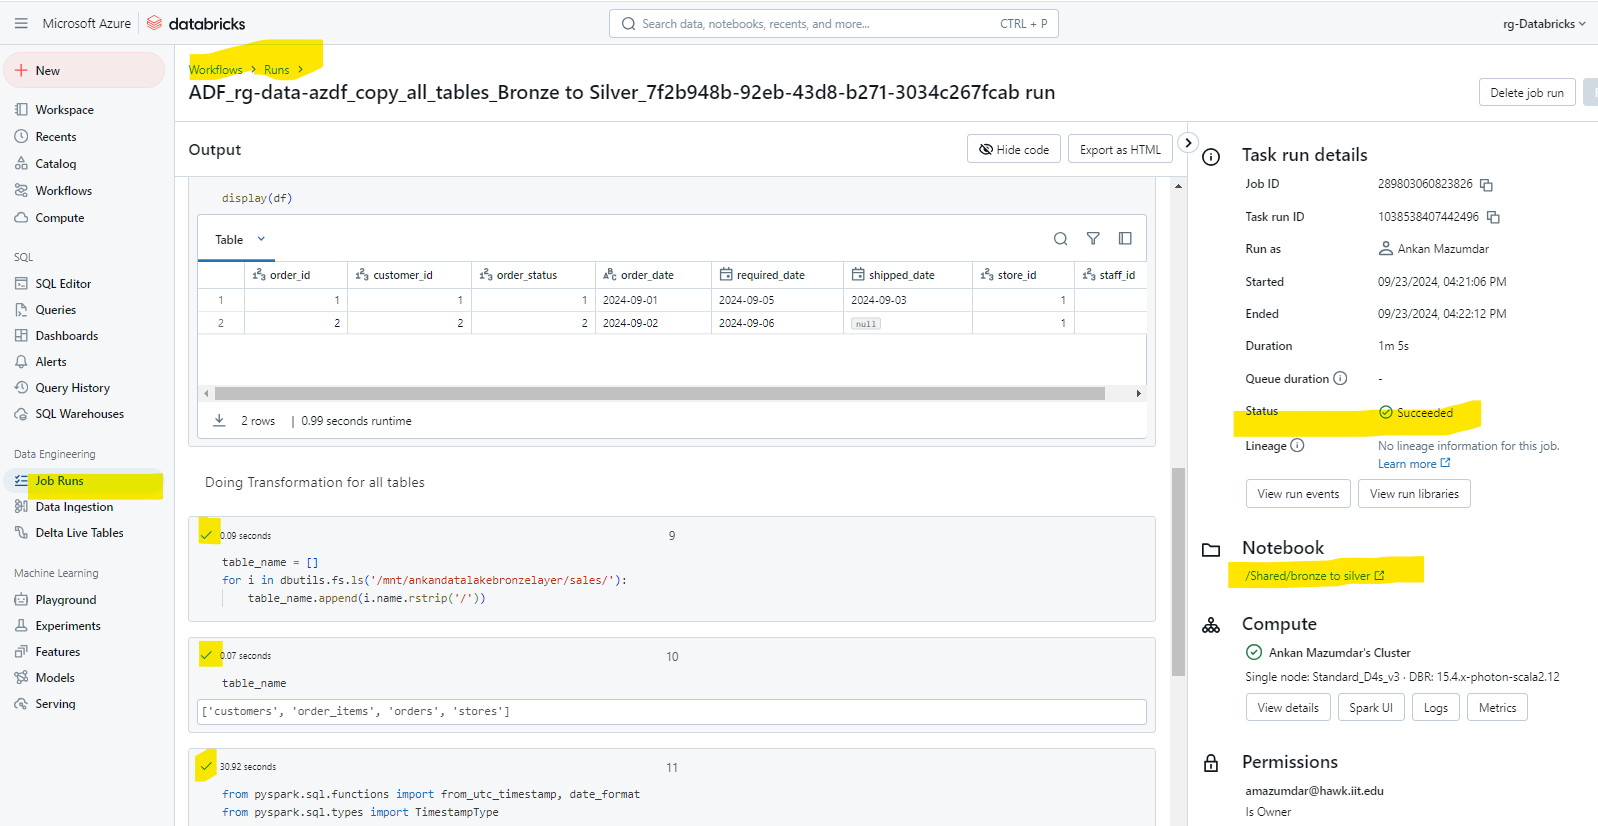 Microsoft Azure databricks
Search data, notebooks, recents, and more... CTRL + P
rg-Databricks
New
Workspace
Recents
Catalog
Workflows
Compute
SQL
SQL Editor
Queries
Dashboards
Alerts
Query History
SQL Warehouses
Data Engineering
Job Runs
Data Ingestion
Delta Live Tables
Machine Learning
Playground
Experiments
Features
Models
Serving
Workflows > Runs >
ADF_rg-data-azdf_copy_all_tables_Bronze to Silver_7f2b948b-92eb-43d8-b271-3034c267fcab run
Delete job run
Output
Hide code Export as HTML
display(df)
Table
order_id customer_id order_status order_date required_date shipped_date store_id staff_id
1 1 1 1 2024-09-01 2024-09-05 2024-09-03 1
2 2 2 2 2024-09-02 2024-09-06 null 1
2 rows | 0.99 seconds runtime
Doing Transformation for all tables
0.09 seconds 9
table_name = []
for i in dbutils.fs.ls('/mnt/ankandatalakebronzelayer/sales/'):
table_name.append(i.name.rstrip('/'))
0.07 seconds 10
table_name
['customers', 'order_items', 'orders', 'stores']
30.92 seconds 11
from pyspark.sql.functions import from_utc_timestamp, date_format
from pyspark.sql.types import TimestampType
Task run details
Job ID 289803060823826
Task run ID 1038538407442496
Run as Ankan Mazumdar
Started 09/23/2024, 04:21:06 PM
Ended 09/23/2024, 04:22:12 PM
Duration 1m 5s
Queue duration -
Status Succeeded
Lineage No lineage information for this job.
Learn more
View run events View run libraries
Notebook
/Shared/bronze to silver
Compute
Ankan Mazumdar's Cluster
Single node: Standard_D4s_v3 · DBR: 15.4.x-photon-scala2.12
View details Spark UI Logs Metrics
Permissions
amazumdar@hawk.iit.edu
Is Owner